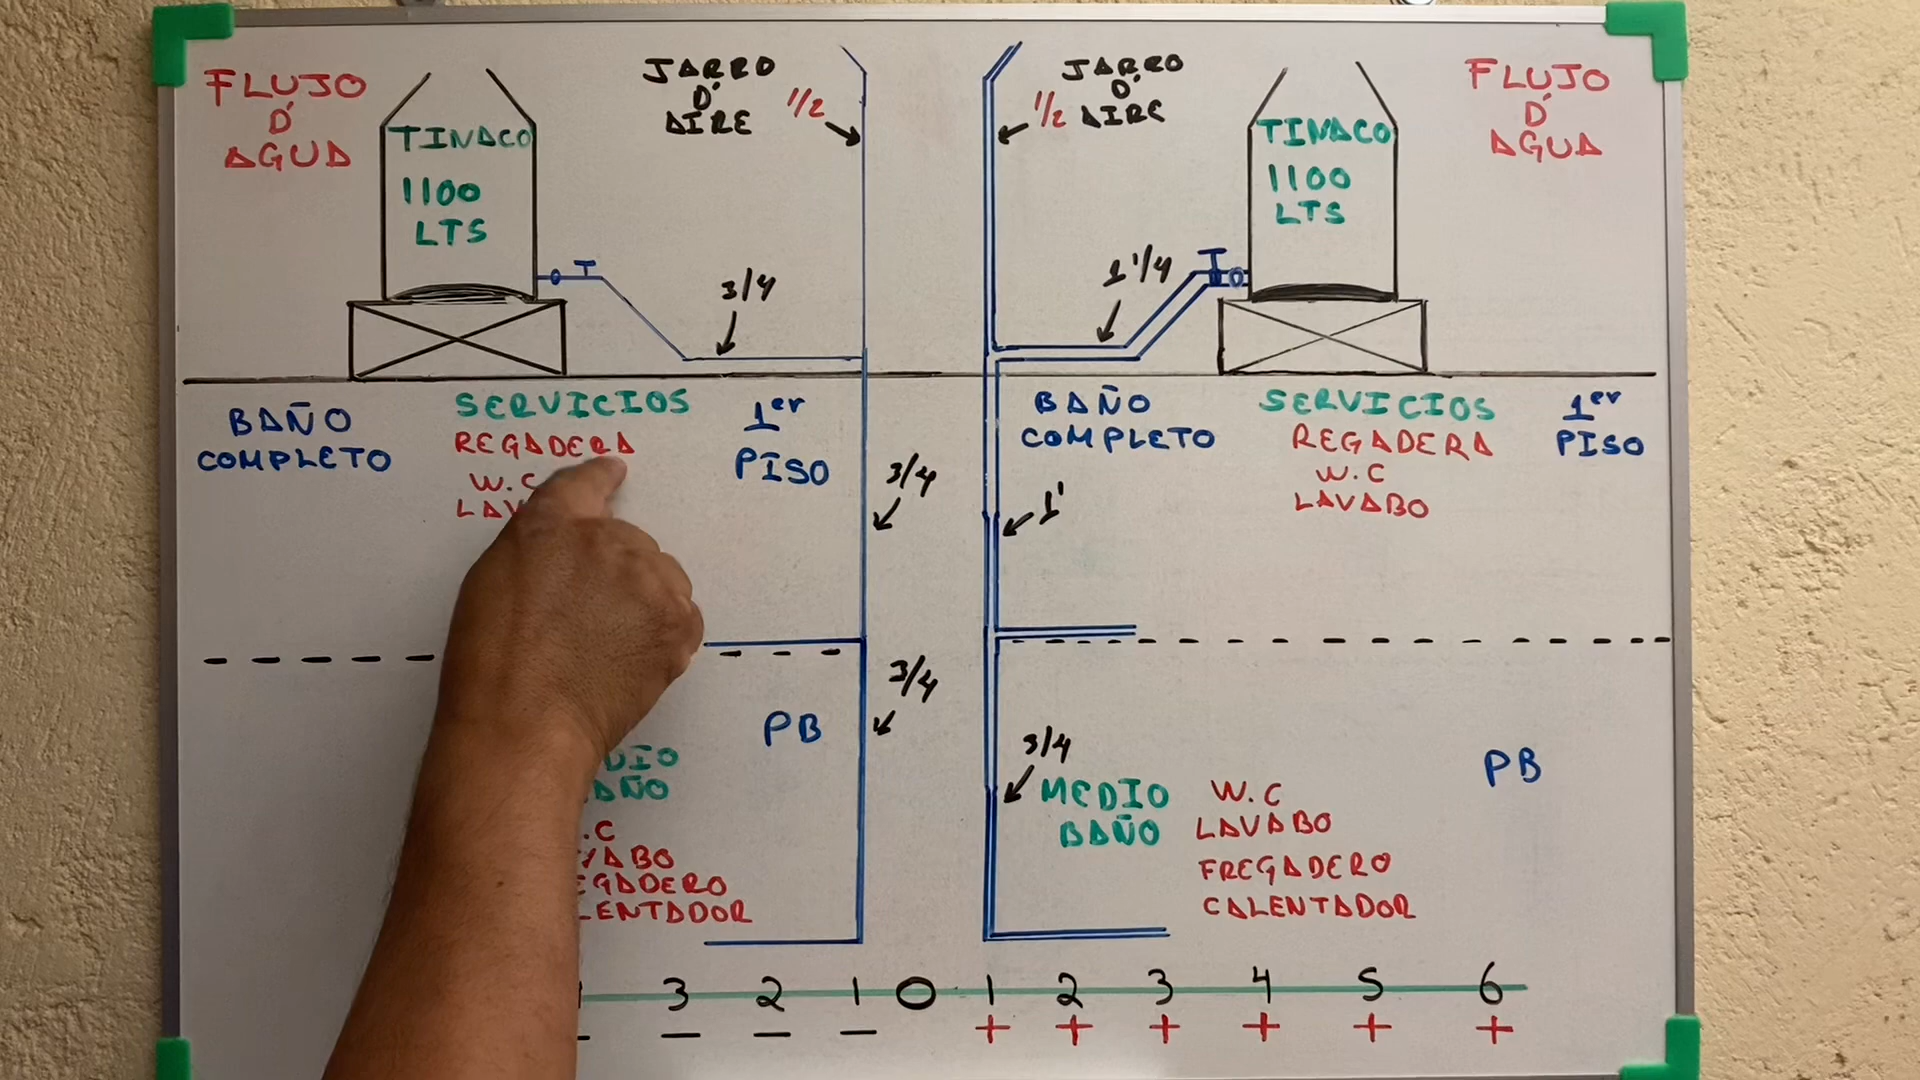 FLUJO
D'
AGUA
TINACO
1100
LTS
JARRO
D'
AIRE
1/2
3/4
JARRO
D'
1/2 AIRE
1 1/4
TINACO
1100
LTS
FLUJO
D'
AGUA
BAÑO
COMPLETO
SERVICIOS
REGADERA
W.C
1er
PISO
3/4
BAÑO
COMPLETO
1'
SERVICIOS
REGADERA
W.C
LAVABO
1er
PISO
3/4
PB
3/4
MEDIO
BAÑO
W.C
LAVABO
FREGADERO
CALENTADOR
PB
3 2 1 0 1 2 3 4 5 6
- - - - + + + + + +